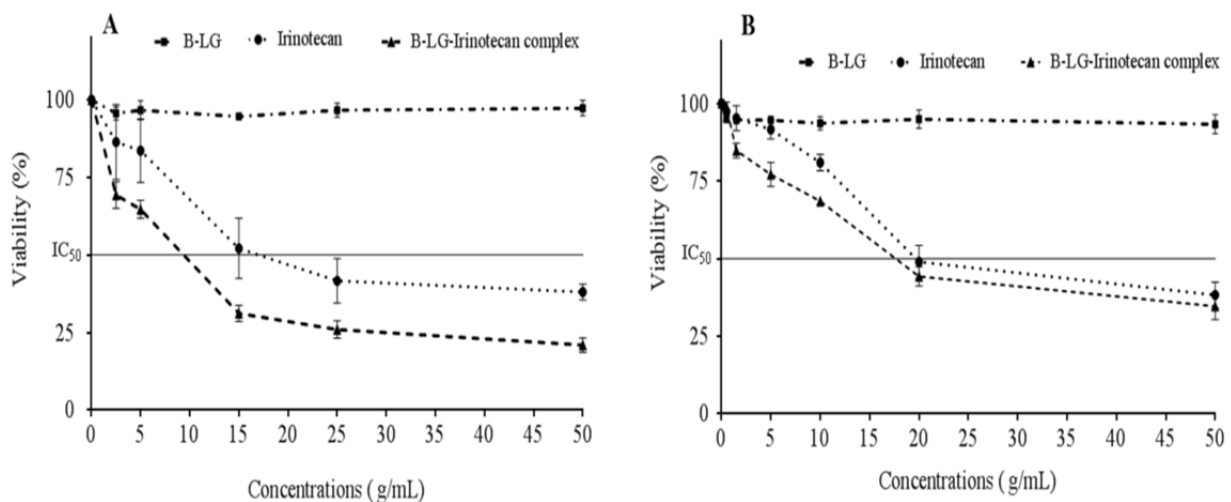 A
B-LG Irinotecan B-LG-Irinotecan complex
100
75
IC50
25
0
Viability (%)
0 5 10 15 20 25 30 35 40 45 50
Concentrations ( g/mL)
B
B-LG Irinotecan B-LG-Irinotecan complex
100
75
IC50
25
0
Viability (%)
0 5 10 15 20 25 30 35 40 45 50
Concentrations ( g/mL)